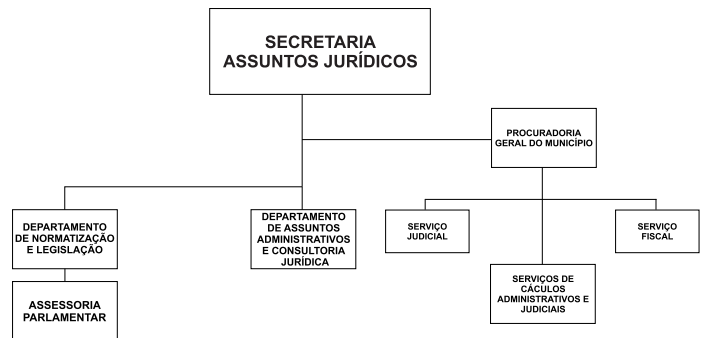 SECRETARIA
ASSUNTOS JURÍDICOS
PROCURADORIA
GERAL DO MUNICÍPIO
DEPARTAMENTO
DE NORMATIZAÇÃO
E LEGISLAÇÃO
DEPARTAMENTO
DE ASSUNTOS
ADMINISTRATIVOS
E CONSULTORIA
JURÍDICA
SERVIÇO
JUDICIAL
SERVIÇO
FISCAL
SERVIÇOS DE
CÁCULOS
ADMINISTRATIVOS E
JUDICIAIS
ASSESSORIA
PARLAMENTAR